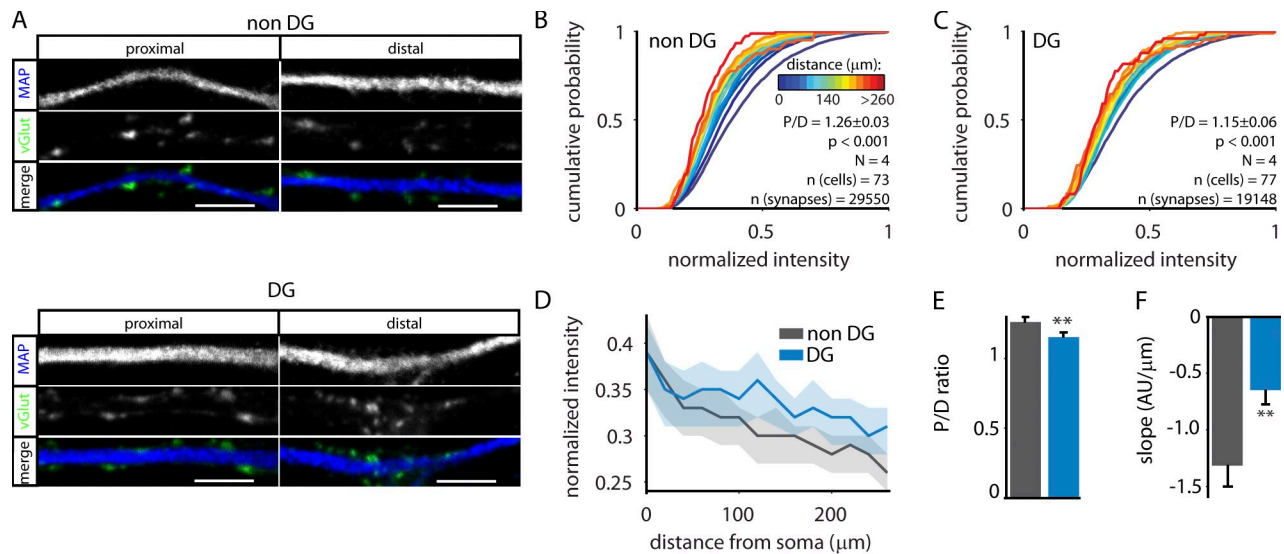 A
non DG
proximal
distal
MAP
vGlut
merge
DG
proximal
distal
MAP
vGlut
merge
B
cumulative probability
1
0.5
0
non DG
distance (μm):
0
140
>260
P/D = 1.26±0.03
p < 0.001
N = 4
n (cells) = 73
n (synapses) = 29550
0
0.5
1
normalized intensity
C
cumulative probability
1
0.5
0
DG
P/D = 1.15±0.06
p < 0.001
N = 4
n (cells) = 77
n (synapses) = 19148
0
0.5
1
normalized intensity
D
normalized intensity
0.4
0.35
0.3
0.25
non DG
DG
0
100
200
distance from soma (μm)
E
P/D ratio
1
0.5
0
**
F
slope (AU/μm)
0
-0.5
-1.0
-1.5
**